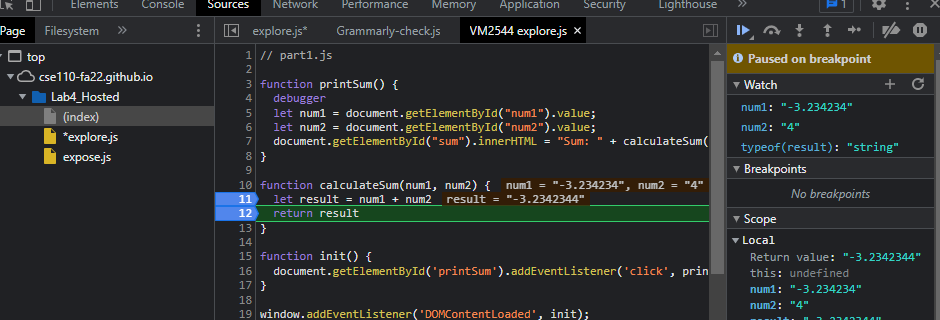 Elements Console Sources Network Performance Memory Application Security Lighthouse » 1
Page Filesystem » explore.js* Grammarly-check.js VM2544 explore.js ×
top
cse110-fa22.github.io
Lab4_Hosted
(index)
*explore.js
expose.js
1 // part1.js
2
3 function printSum() {
4 debugger
5 let num1 = document.getElementById("num1").value;
6 let num2 = document.getElementById("num2").value;
7 document.getElementById("sum").innerHTML = "Sum: " + calculateSum(
8 }
9
10 function calculateSum(num1, num2) { num1 = "-3.234234", num2 = "4"
11 let result = num1 + num2 result = "-3.2342344"
12 return result
13 }
14
15 function init() {
16 document.getElementById('printSum').addEventListener('click', prin
17 }
18
19 window.addEventListener('DOMContentLoaded', init);
Paused on breakpoint
Watch
num1: "-3.234234"
num2: "4"
typeof(result): "string"
Breakpoints
No breakpoints
Scope
Local
Return value: "-3.2342344"
this: undefined
num1: "-3.234234"
num2: "4"
result: "-3.2342344"